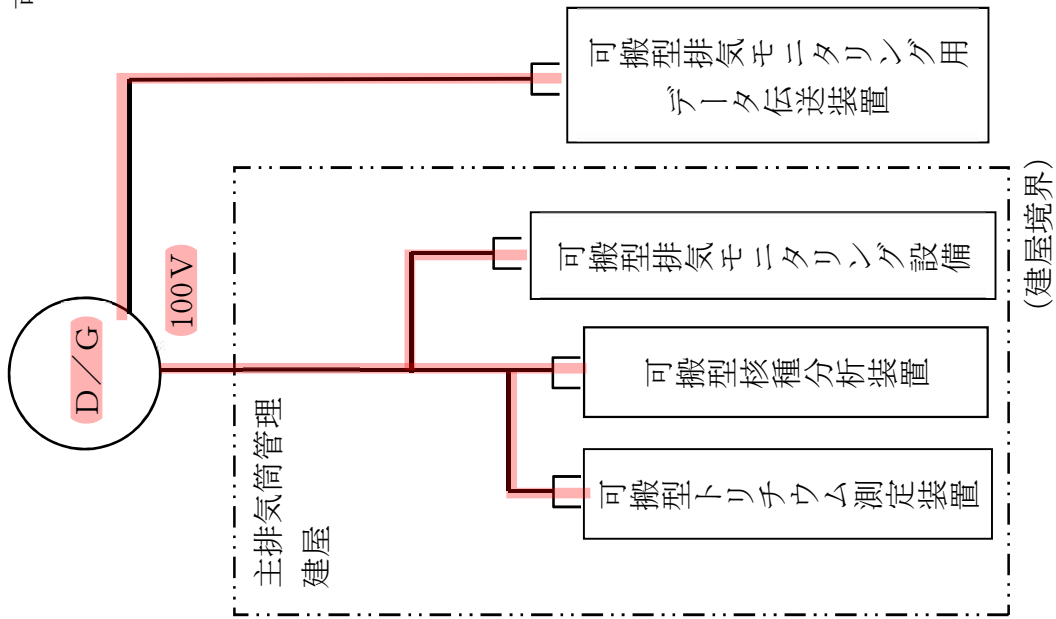 D/G
100V
主排気筒管理
建屋
可搬型排気モニタリング用
データ伝送装置
可搬型排気モニタリング設備
可搬型核種分析装置
可搬型トリチウム測定装置
(建屋境界)